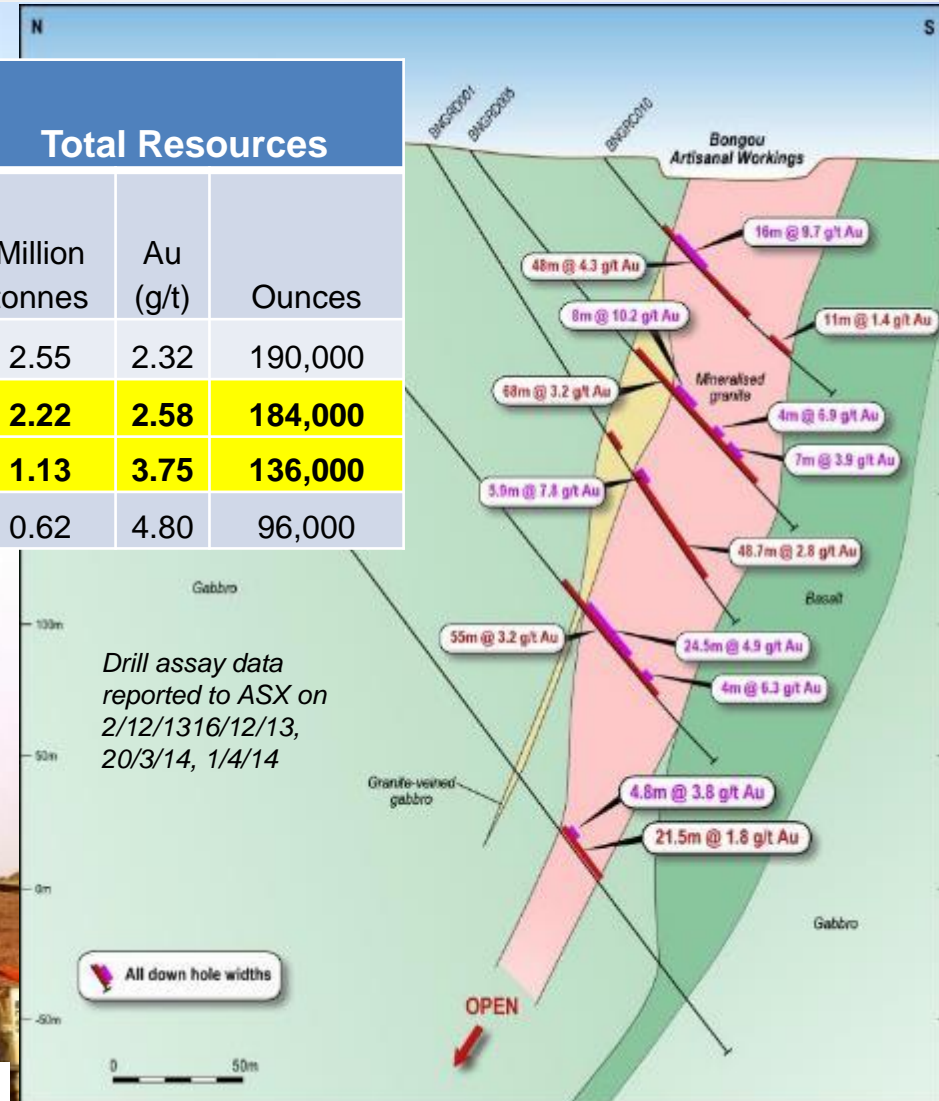 N
S
Total Resources
Million
tonnes
Au
(g/t)
Ounces
2.55 2.32 190,000
2.22 2.58 184,000
1.13 3.75 136,000
0.62 4.80 96,000
BNGRD001
BNGRD005
BNGRC010
Bongou
Artisanal Workings
16m @ 9.7 g/t Au
48m @ 4.3 g/t Au
8m @ 10.2 g/t Au
11m @ 1.4 g/t Au
Mineralised
granite
68m @ 3.2 g/t Au
4m @ 6.9 g/t Au
7m @ 3.9 g/t Au
5.9m @ 7.8 g/t Au
48.7m @ 2.8 g/t Au
Gabbro
Basalt
100m
55m @ 3.2 g/t Au
24.5m @ 4.9 g/t Au
4m @ 6.3 g/t Au
Drill assay data
reported to ASX on
2/12/1316/12/13,
20/3/14, 1/4/14
50m
Granite-veined
gabbro
4.8m @ 3.8 g/t Au
21.5m @ 1.8 g/t Au
0m
Gabbro
All down hole widths
OPEN
-50m
0 50m